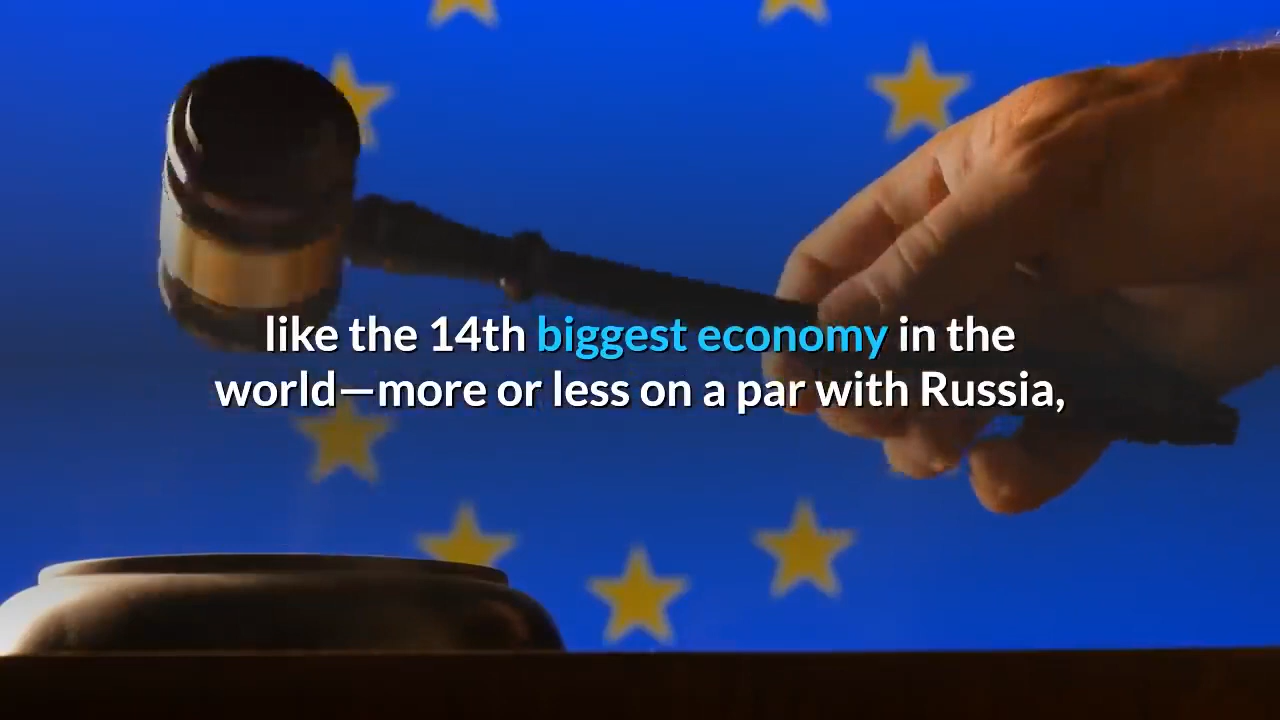 like the 14th biggest economy in the
world—more or less on a par with Russia,